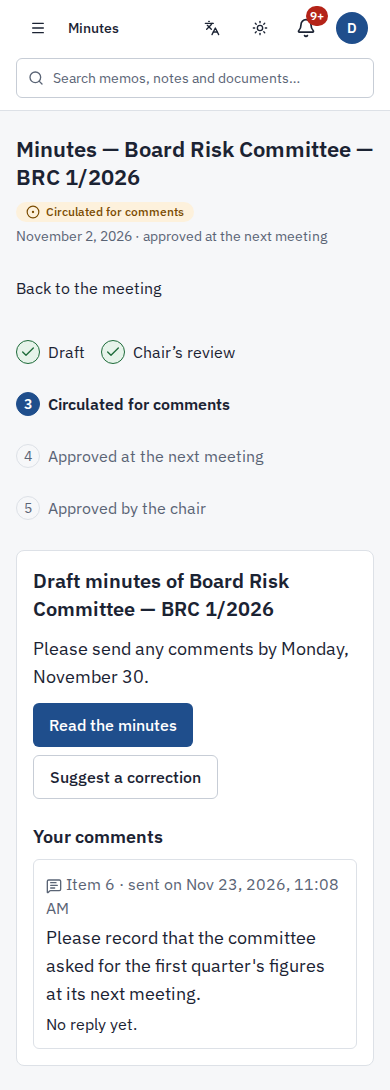 Minutes
9+
D
Search memos, notes and documents...
Minutes — Board Risk Committee —
BRC 1/2026
Circulated for comments
November 2, 2026 · approved at the next meeting
Back to the meeting
Draft
Chair’s review
3 Circulated for comments
4 Approved at the next meeting
5 Approved by the chair
Draft minutes of Board Risk
Committee — BRC 1/2026
Please send any comments by Monday,
November 30.
Read the minutes
Suggest a correction
Your comments
Item 6 · sent on Nov 23, 2026, 11:08
AM
Please record that the committee
asked for the first quarter's figures
at its next meeting.
No reply yet.